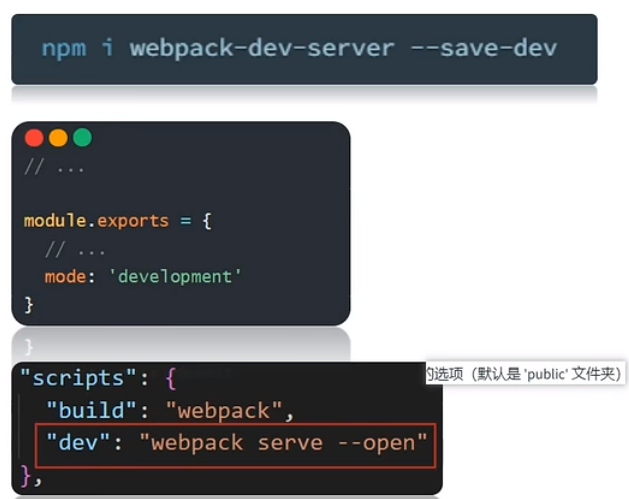 npm i webpack-dev-server --save-dev
// ...
module.exports = {
  // ...
  mode: 'development'
}
}
"scripts": {
的选项（默认是 'public' 文件夹)
  "build": "webpack",
  "dev": "webpack serve --open"
},